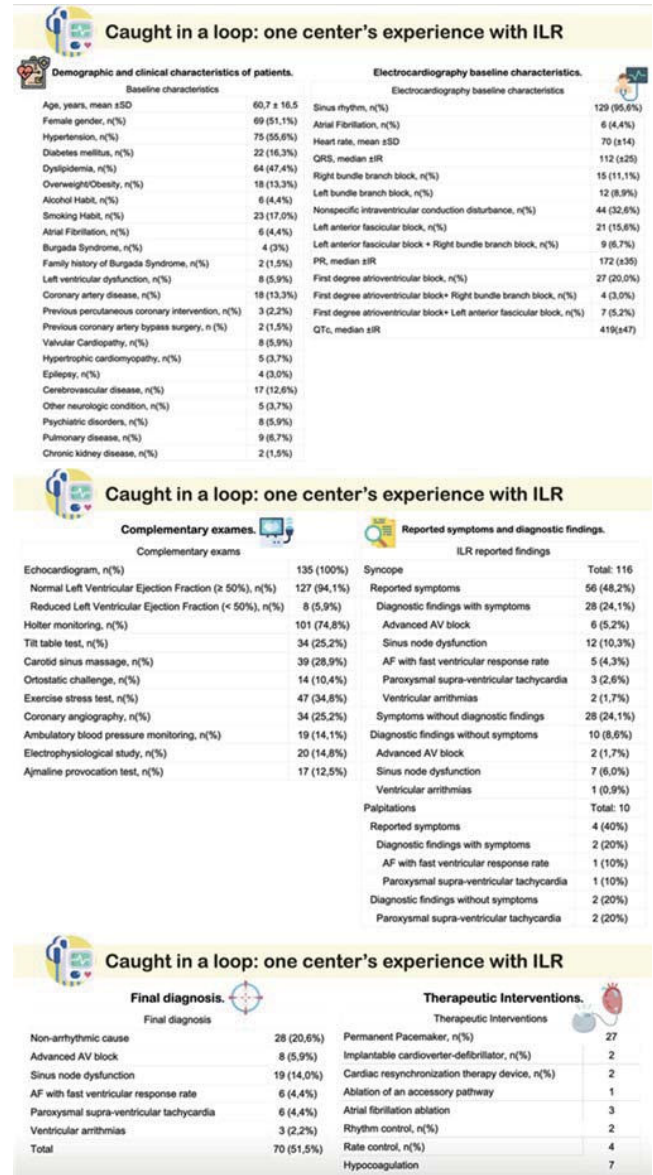 Caught in a loop: one center's experience with ILR
Demographic and clinical characteristics of patients.
Baseline characteristics
Age, years, mean ±SD 60,7 ± 16,5
Female gender, n(%) 69 (51,1%)
Hypertension, n(%) 75 (55,6%)
Diabetes mellitus, n(%) 22 (16,3%)
Dyslipidemia, n(%) 64 (47,4%)
Overweight/Obesity, n(%) 18 (13,3%)
Alcohol Habit, n(%) 6 (4,4%)
Smoking Habit, n(%) 23 (17,0%)
Atrial Fibrillation, n(%) 6 (4,4%)
Burgada Syndrome, n(%) 4 (3%)
Family history of Burgada Syndrome, n(%) 2 (1,5%)
Left ventricular dysfunction, n(%) 8 (5,9%)
Coronary artery disease, n(%) 18 (13,3%)
Previous percutaneous coronary intervention, n(%) 3 (2,2%)
Previous coronary artery bypass surgery, n (%) 2 (1,5%)
Valvular Cardiopathy, n(%) 8 (5,9%)
Hypertrophic cardiomyopathy, n(%) 5 (3,7%)
Epilepsy, n(%) 4 (3,0%)
Cerebrovascular disease, n(%) 17 (12,6%)
Other neurologic condition, n(%) 5 (3,7%)
Psychiatric disorders, n(%) 8 (5,9%)
Pulmonary disease, n(%) 9 (6,7%)
Chronic kidney disease, n(%) 2 (1,5%)
Electrocardiography baseline characteristics.
Electrocardiography baseline characteristics
Sinus rhythm, n(%) 129 (95,6%)
Atrial Fibrillation, n(%) 6 (4,4%)
Heart rate, mean ±SD 70 (±14)
QRS, median ±IR 112 (±25)
Right bundle branch block, n(%) 15 (11,1%)
Left bundle branch block, n(%) 12 (8,9%)
Nonspecific intraventricular conduction disturbance, n(%) 44 (32,6%)
Left anterior fascicular block, n(%) 21 (15,6%)
Left anterior fascicular block + Right bundle branch block, n(%) 9 (6,7%)
PR, median ±IR 172 (±35)
First degree atrioventricular block, n(%) 27 (20,0%)
First degree atrioventricular block+ Right bundle branch block, n(%) 4 (3,0%)
First degree atrioventricular block+ Left anterior fascicular block, n(%) 7 (5,2%)
QTc, median ±IR 419(±47)
Caught in a loop: one center's experience with ILR
Complementary exames.
Complementary exams
Echocardiogram, n(%) 135 (100%)
Normal Left Ventricular Ejection Fraction (≥ 50%), n(%) 127 (94,1%)
Reduced Left Ventricular Ejection Fraction (< 50%), n(%) 8 (5,9%)
Holter monitoring, n(%) 101 (74,8%)
Tilt table test, n(%) 34 (25,2%)
Carotid sinus massage, n(%) 39 (28,9%)
Ortostatic challenge, n(%) 14 (10,4%)
Exercise stress test, n(%) 47 (34,8%)
Coronary angiography, n(%) 34 (25,2%)
Ambulatory blood pressure monitoring, n(%) 19 (14,1%)
Electrophysiological study, n(%) 20 (14,8%)
Ajmaline provocation test, n(%) 17 (12,5%)
Reported symptoms and diagnostic findings.
ILR reported findings
Syncope Total: 116
Reported symptoms 56 (48,2%)
Diagnostic findings with symptoms 28 (24,1%)
Advanced AV block 6 (5,2%)
Sinus node dysfunction 12 (10,3%)
AF with fast ventricular response rate 5 (4,3%)
Paroxysmal supra-ventricular tachycardia 3 (2,6%)
Ventricular arrithmias 2 (1,7%)
Symptoms without diagnostic findings 28 (24,1%)
Diagnostic findings without symptoms 10 (8,6%)
Advanced AV block 2 (1,7%)
Sinus node dysfunction 7 (6,0%)
Ventricular arrithmias 1 (0,9%)
Palpitations Total: 10
Reported symptoms 4 (40%)
Diagnostic findings with symptoms 2 (20%)
AF with fast ventricular response rate 1 (10%)
Paroxysmal supra-ventricular tachycardia 1 (10%)
Diagnostic findings without symptoms 2 (20%)
Paroxysmal supra-ventricular tachycardia 2 (20%)
Caught in a loop: one center's experience with ILR
Final diagnosis.
Final diagnosis
Non-arrhythmic cause 28 (20,6%)
Advanced AV block 8 (5,9%)
Sinus node dysfunction 19 (14,0%)
AF with fast ventricular response rate 6 (4,4%)
Paroxysmal supra-ventricular tachycardia 6 (4,4%)
Ventricular arrithmias 3 (2,2%)
Total 70 (51,5%)
Therapeutic Interventions.
Therapeutic Interventions
Permanent Pacemaker, n(%) 27
Implantable cardioverter-defibrillator, n(%) 2
Cardiac resynchronization therapy device, n(%) 2
Ablation of an accessory pathway 1
Atrial fibrillation ablation 3
Rhythm control, n(%) 2
Rate control, n(%) 4
Hypocoagulation 7